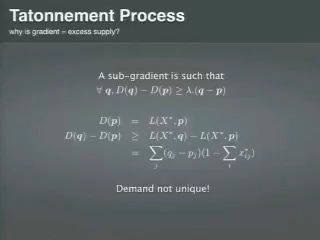 Tatonnement Process
why is gradient = excess supply?
A sub-gradient is such that
∀ q, D(q) − D(p) ≥ λ.(q − p)
D(p) = L(X*, p)
D(q) − D(p) ≥ L(X*, q) − L(X*, p)
= ∑_j (q_j − p_j)(1 − ∑_i x*_ij)
Demand not unique!